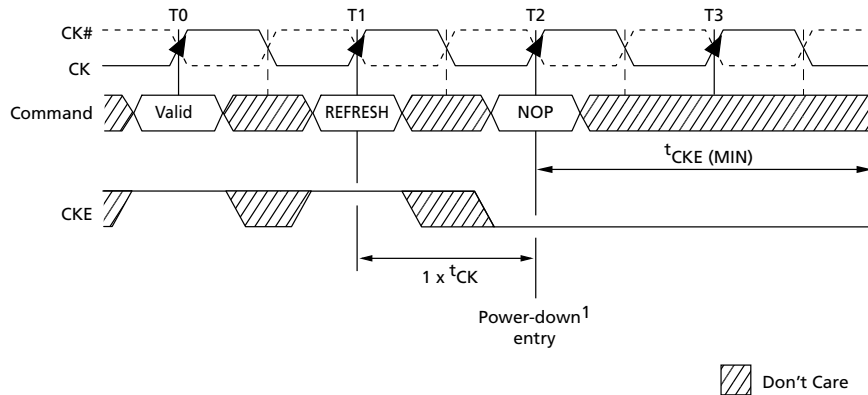 T0 T1 T2 T3
CK#
CK
Command Valid REFRESH NOP
tCKE (MIN)
CKE
1 x tCK
Power-down1
entry
Don't Care